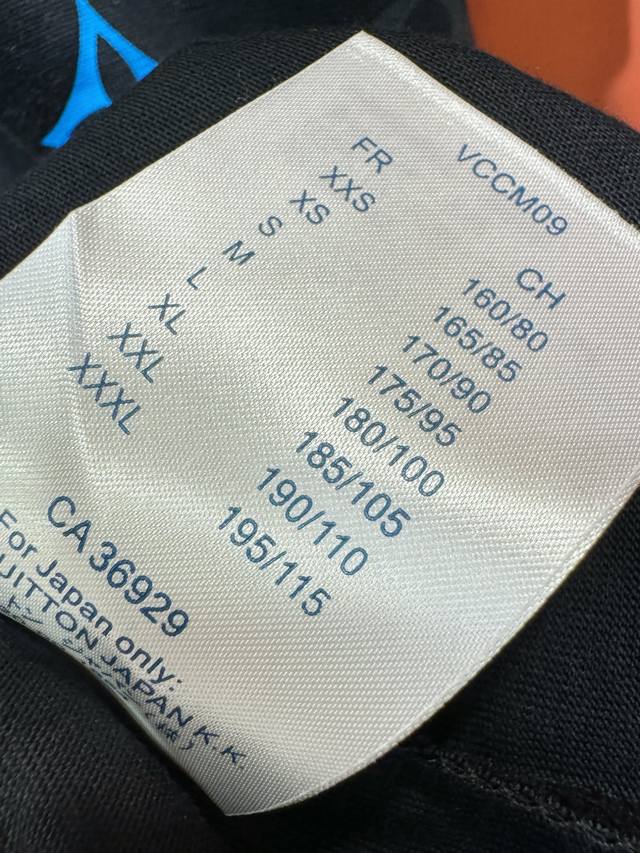 VCCM09
FR CH
XXS 160/80
XS 165/85
S 170/90
M 175/95
L 180/100
XL 185/105
XXL 190/110
XXXL 195/115
CA 36929
For Japan only:
UITTON JAPAN K.K.